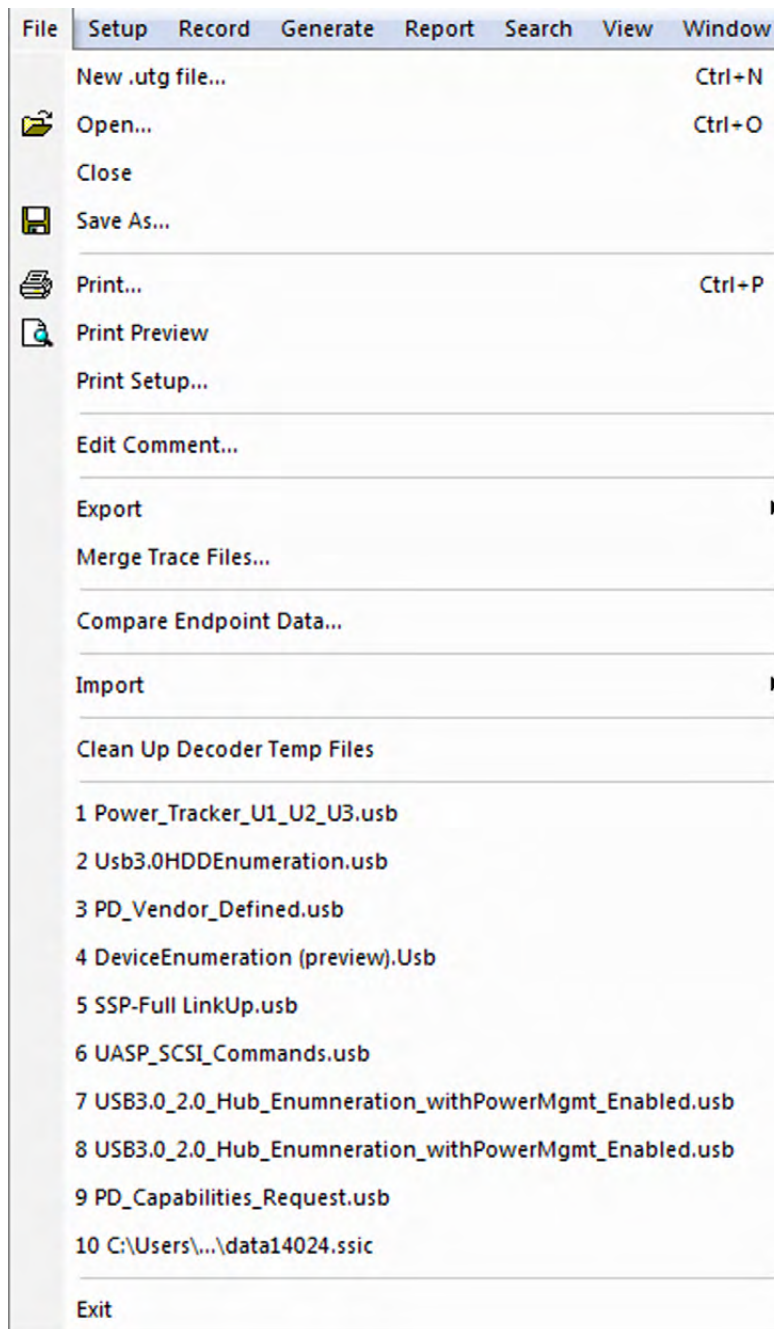 File Setup Record Generate Report Search View Window
New .utg file... Ctrl+N
Open... Ctrl+O
Close
Save As...
Print... Ctrl+P
Print Preview
Print Setup...
Edit Comment...
Export
Merge Trace Files...
Compare Endpoint Data...
Import
Clean Up Decoder Temp Files
1 Power_Tracker_U1_U2_U3.usb
2 Usb3.0HDDEnumeration.usb
3 PD_Vendor_Defined.usb
4 DeviceEnumeration (preview).Usb
5 SSP-Full LinkUp.usb
6 UASP_SCSI_Commands.usb
7 USB3.0_2.0_Hub_Enumneration_withPowerMgmt_Enabled.usb
8 USB3.0_2.0_Hub_Enumneration_withPowerMgmt_Enabled.usb
9 PD_Capabilities_Request.usb
10 C:\Users\...\data14024.ssic
Exit